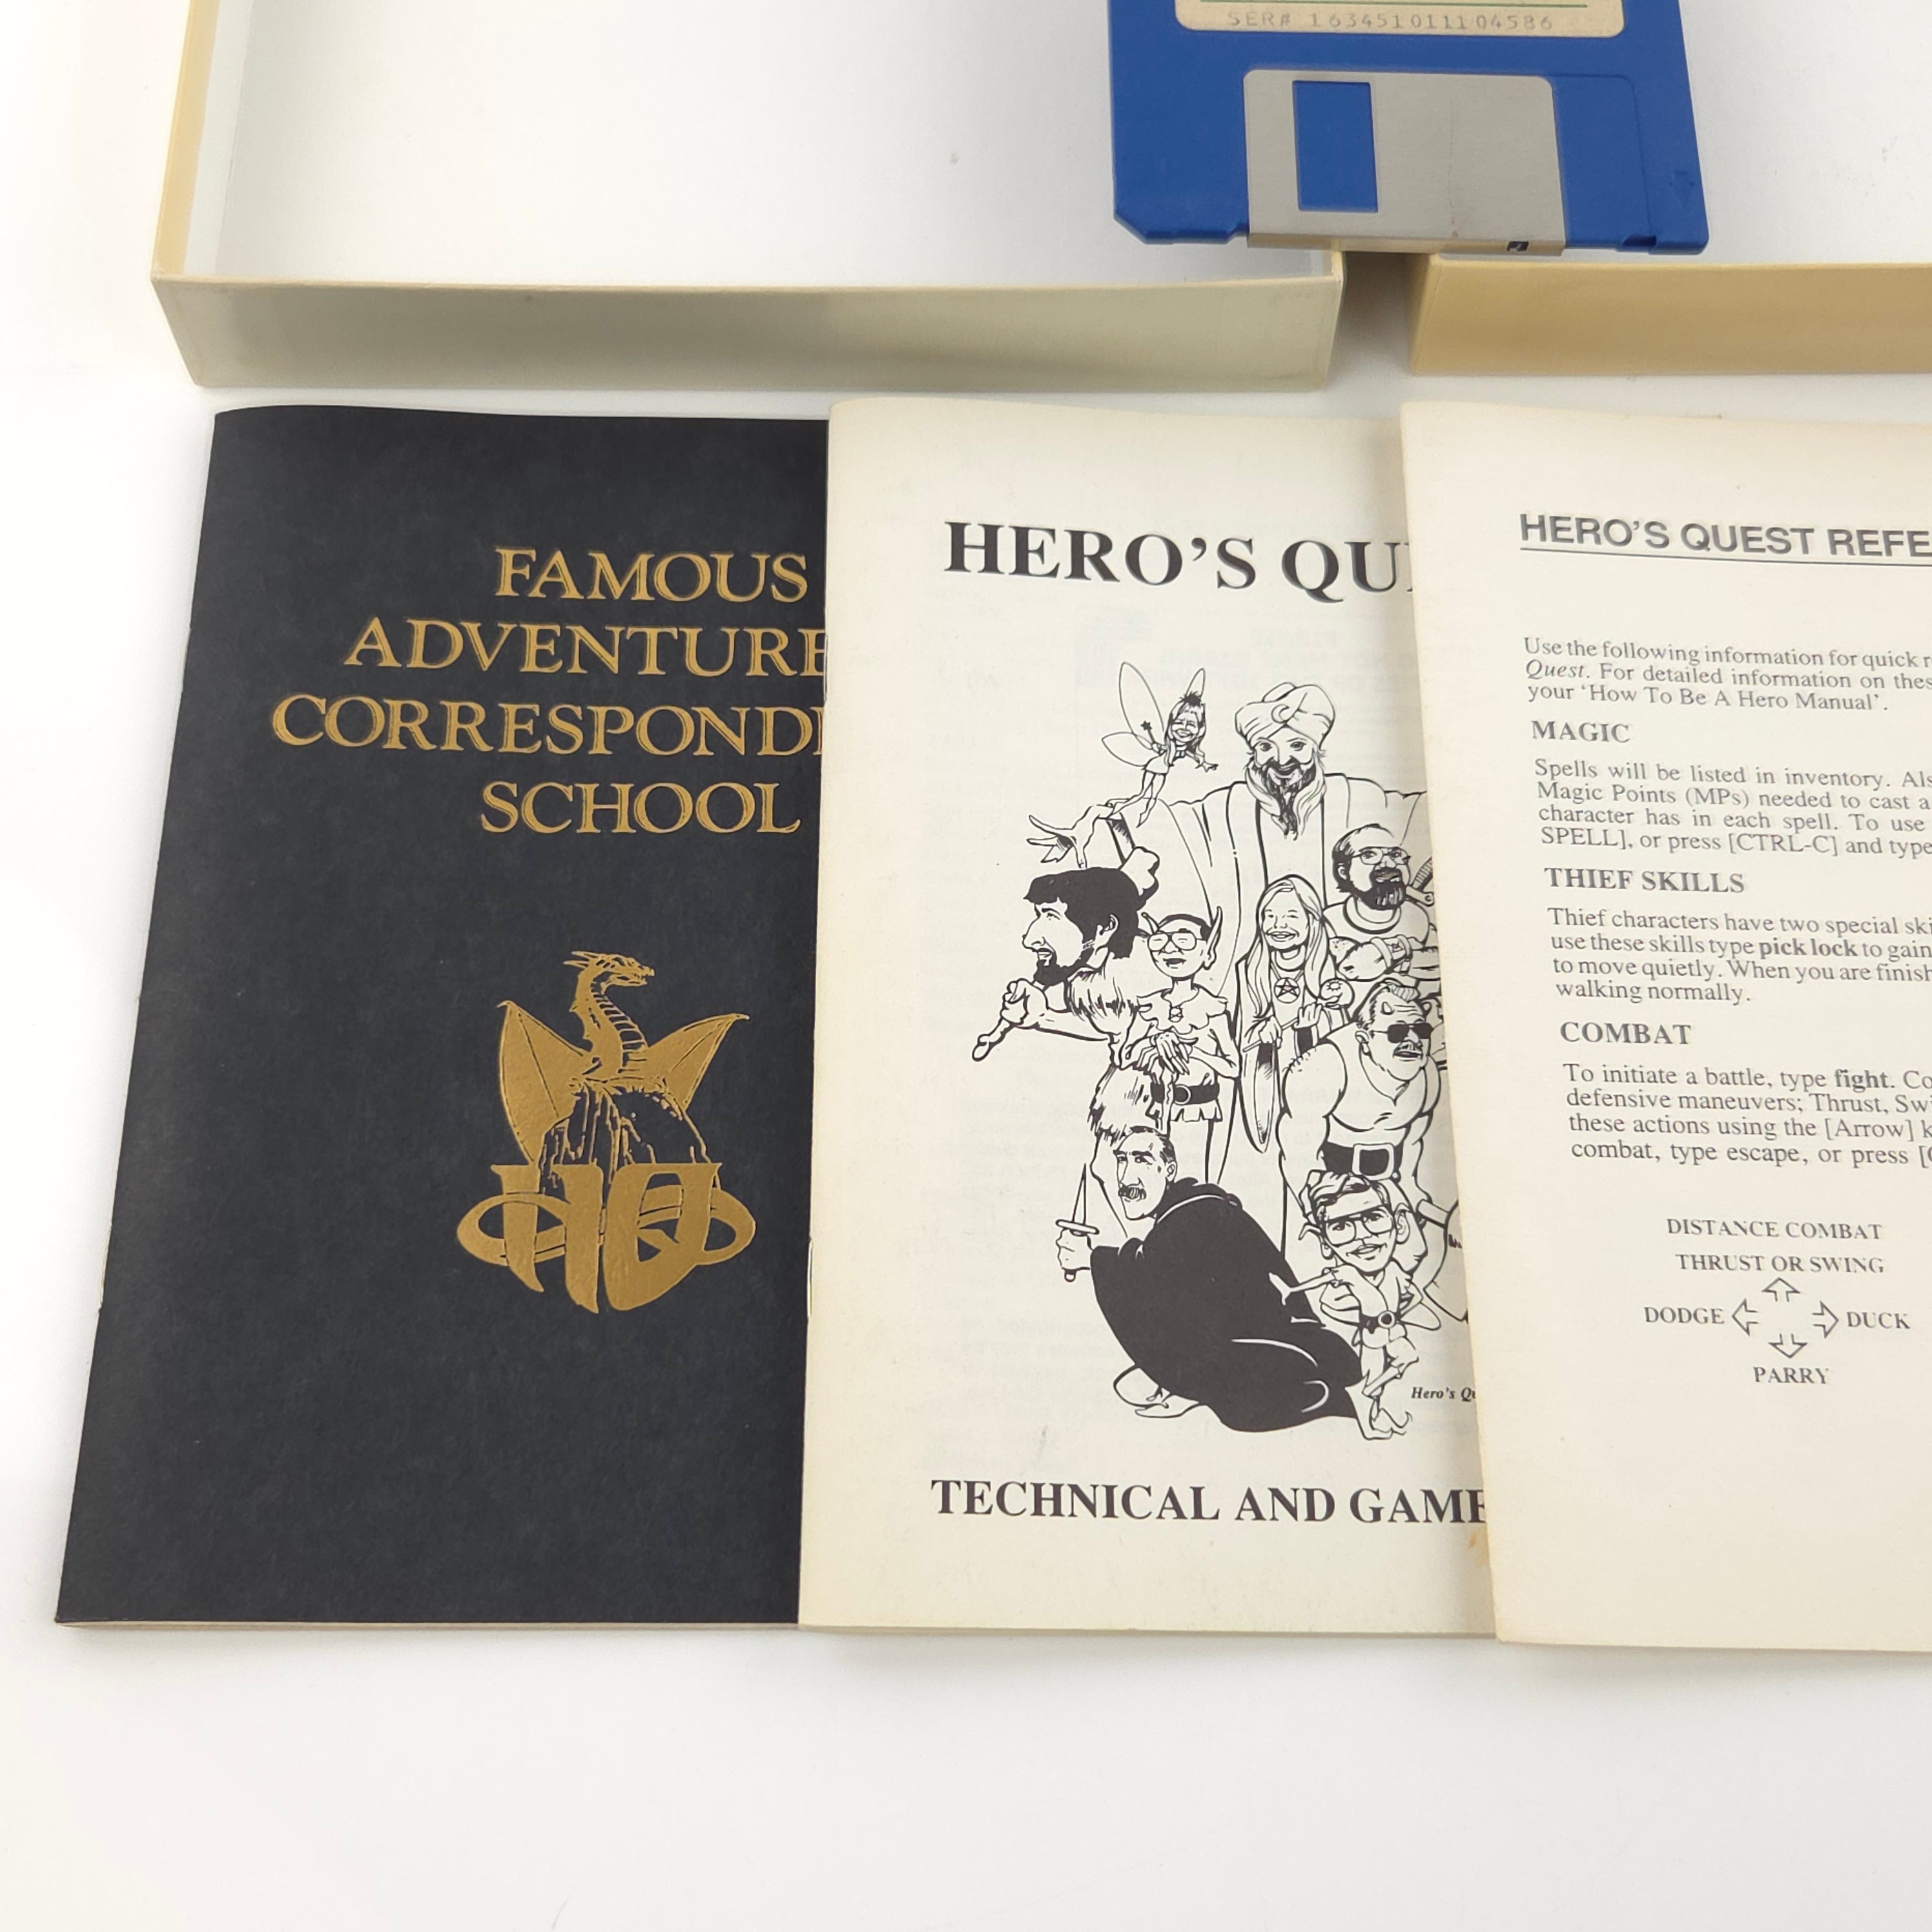 SER# 163451011104586
FAMOUS
ADVENTURE
CORRESPOND
SCHOOL
HQ
HERO'S QU
Hero's Qu
TECHNICAL AND GAME
HERO'S QUEST REFE
Use the following information for quick r
Quest. For detailed information on thes
your 'How To Be A Hero Manual'.
MAGIC
Spells will be listed in inventory. Als
Magic Points (MPs) needed to cast a
character has in each spell. To use
SPELL], or press [CTRL-C] and type
THIEF SKILLS
Thief characters have two special ski
use these skills type pick lock to gain
to move quietly. When you are finish
walking normally.
COMBAT
To initiate a battle, type fight. Co
defensive maneuvers; Thrust, Swi
these actions using the [Arrow] k
combat, type escape, or press [
DISTANCE COMBAT
THRUST OR SWING
DODGE DUCK
PARRY